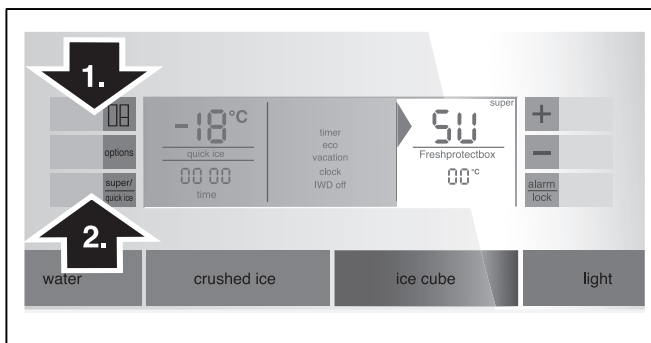 1.
-18°C
quick ice
00 00
time
timer
eco
vacation
clock
IWD off
super
SU
Freshprotectbox
00°C
+
options
−
super/
quick ice
alarm
lock
2.
water
crushed ice
ice cube
light